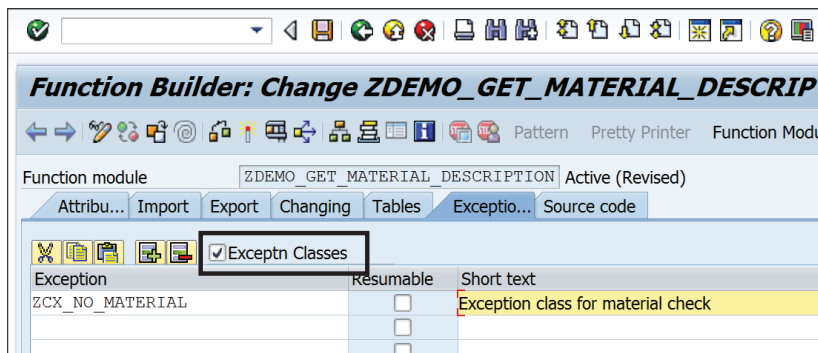 Function Builder: Change ZDEMO_GET_MATERIAL_DESCRIP
Pattern Pretty Printer Function Modu
Function module ZDEMO_GET_MATERIAL_DESCRIPTION Active (Revised)
Attribu... Import Export Changing Tables Exceptio... Source code
Exceptn Classes
Exception Resumable Short text
ZCX_NO_MATERIAL Exception class for material check